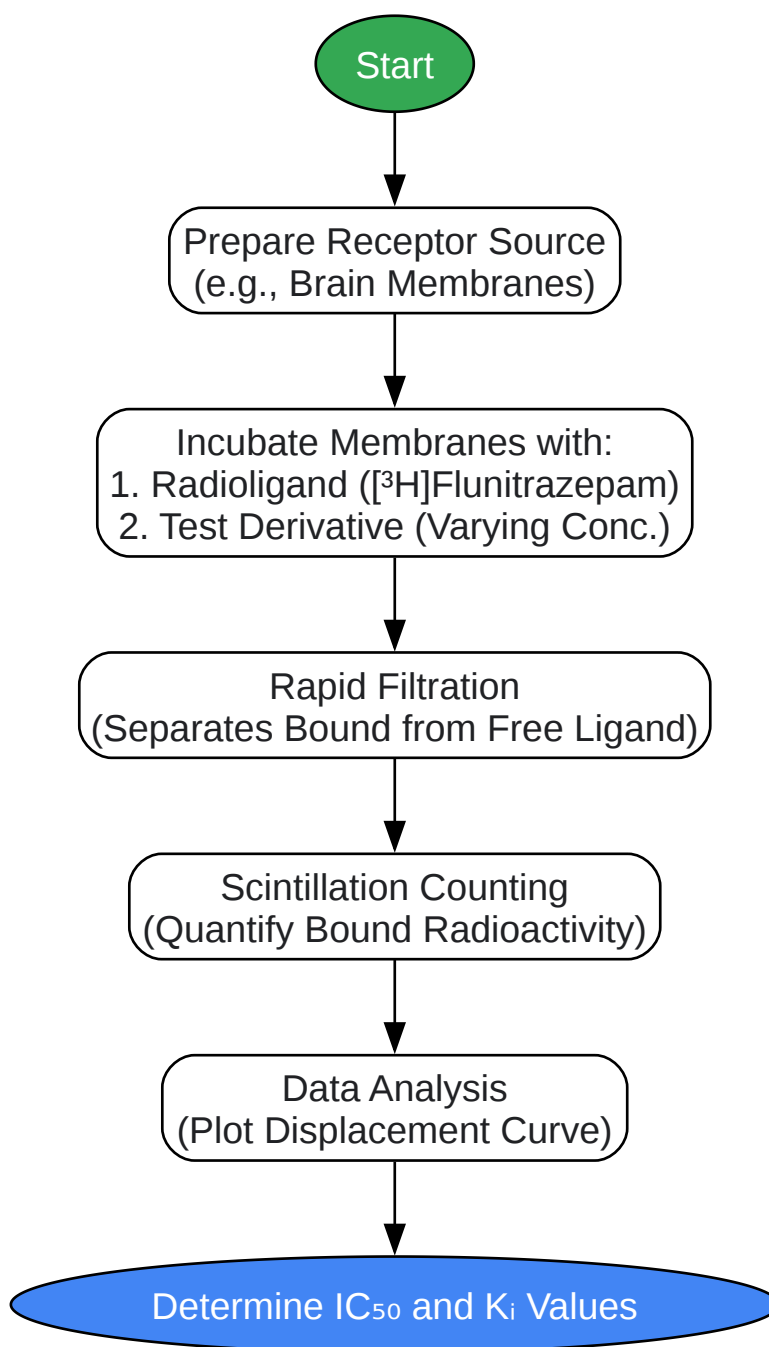 Start
Prepare Receptor Source
(e.g., Brain Membranes)
Incubate Membranes with:
1. Radioligand ([³H]Flunitrazepam)
2. Test Derivative (Varying Conc.)
Rapid Filtration
(Separates Bound from Free Ligand)
Scintillation Counting
(Quantify Bound Radioactivity)
Data Analysis
(Plot Displacement Curve)
Determine IC₅₀ and Kᵢ Values